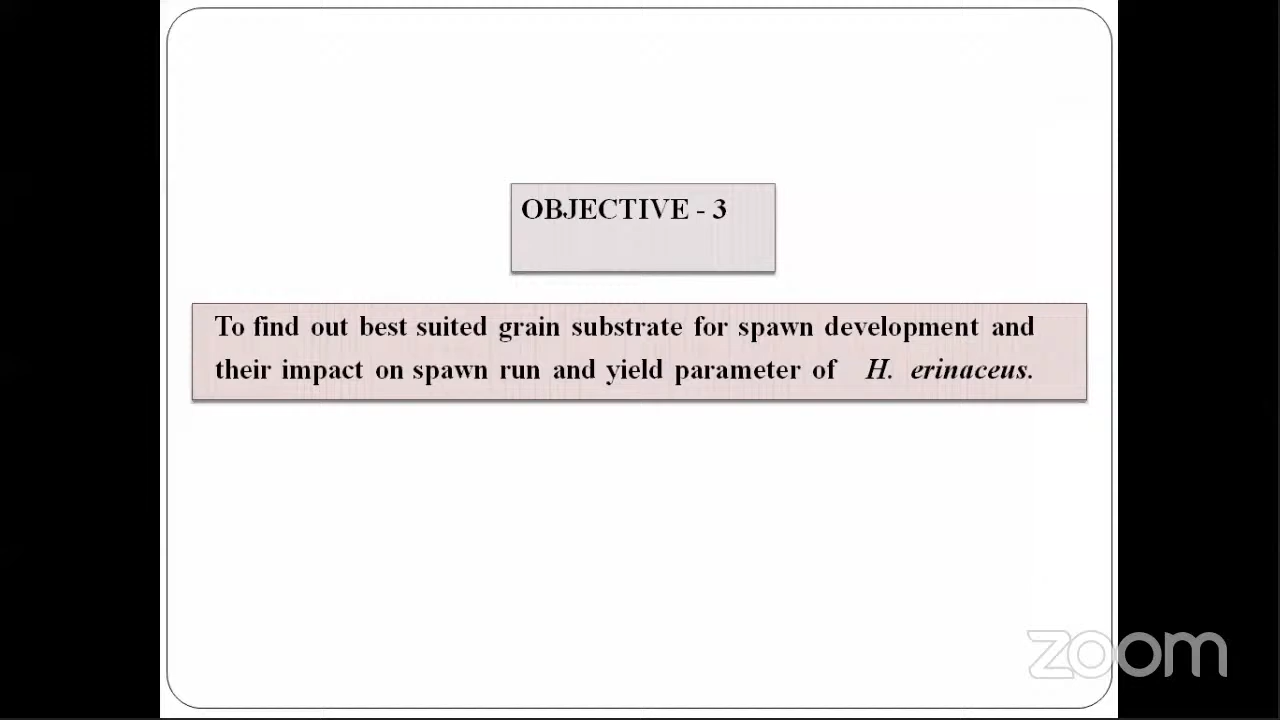 OBJECTIVE - 3
To find out best suited grain substrate for spawn development and
their impact on spawn run and yield parameter of H. erinaceus.
zoom